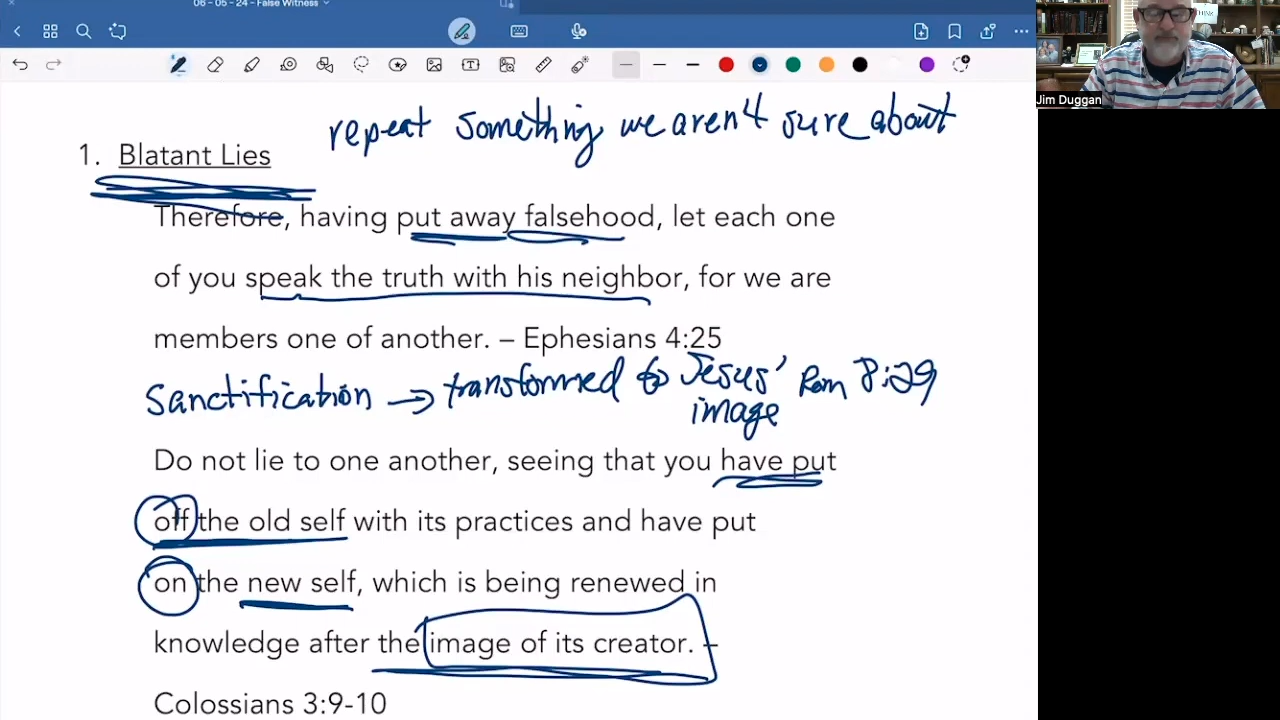 06 - 05 - 24 - False Witness
Jim Duggan
repeat something we aren't sure about
1. Blatant Lies
Therefore, having put away falsehood, let each one
of you speak the truth with his neighbor, for we are
members one of another. – Ephesians 4:25
Sanctification → transformed to Jesus' Rom 8:29
image
Do not lie to one another, seeing that you have put
off the old self with its practices and have put
on the new self, which is being renewed in
knowledge after the image of its creator. –
Colossians 3:9-10